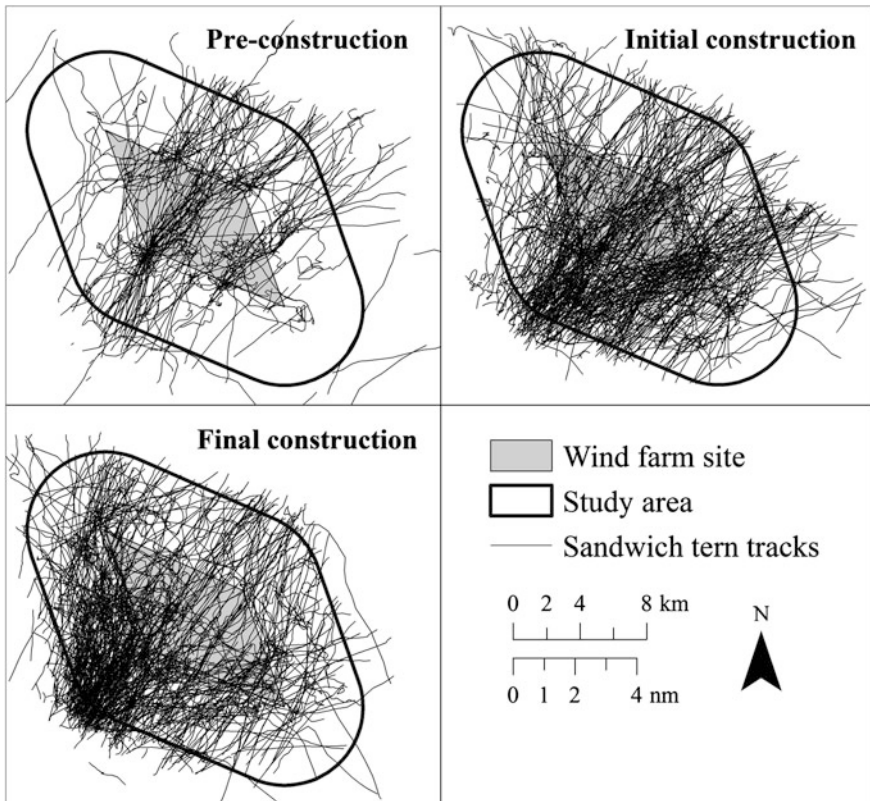 Pre-construction
Initial construction
Final construction
Wind farm site
Study area
Sandwich tern tracks
0 2 4 8 km
N
0 1 2 4 nm